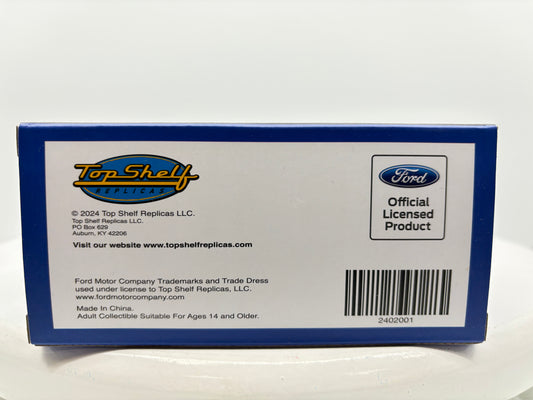 Top Shelf
REPLICAS
© 2024 Top Shelf Replicas LLC.
Top Shelf Replicas LLC.
PO Box 629
Auburn, KY 42206
Visit our website www.topshelfreplicas.com
Ford Motor Company Trademarks and Trade Dress
used under license to Top Shelf Replicas, LLC.
www.fordmotorcompany.com
Made In China.
Adult Collectible Suitable For Ages 14 and Older.
Ford
Official
Licensed
Product
2402001